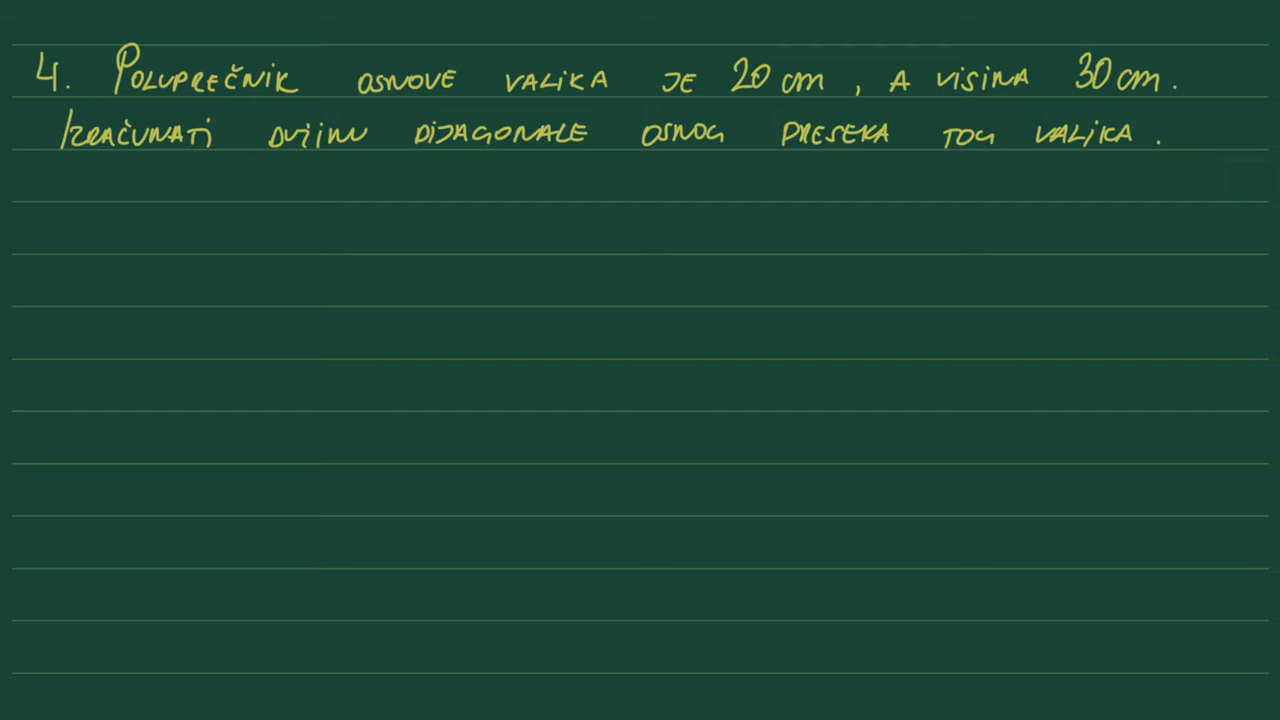 4. POLUPREČNIK OSNOVE VALJKA JE 20 cm, A VISINA 30 cm.
IZRAČUNATI DUŽINU DIJAGONALE OSNOG PRESEKA TOG VALJKA.